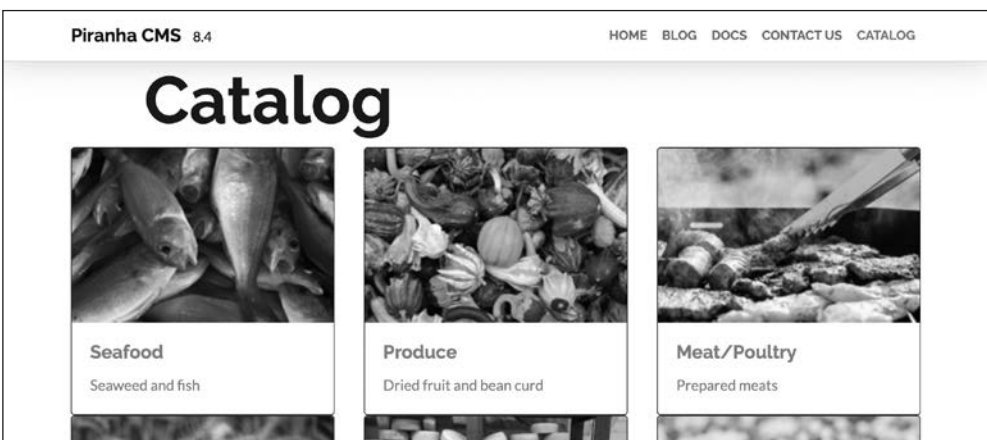 Piranha CMS 8.4 HOME BLOG DOCS CONTACT US CATALOG
Catalog
Seafood Produce Meat/Poultry
Seaweed and fish Dried fruit and bean curd Prepared meats